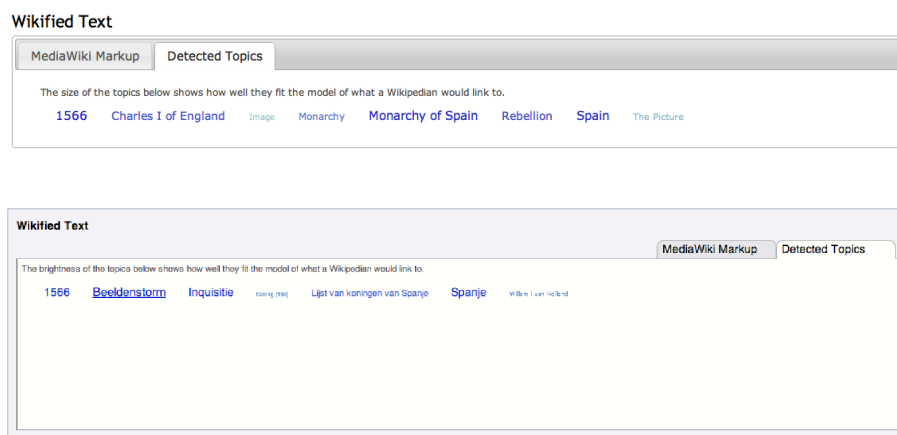 Wikified Text
MediaWiki Markup Detected Topics
The size of the topics below shows how well they fit the model of what a Wikipedian would link to.
1566 Charles I of England Image Monarchy Monarchy of Spain Rebellion Spain The Picture
Wikified Text
MediaWiki Markup Detected Topics
The brightness of the topics below shows how well they fit the model of what a Wikipedian would link to.
1566 Beeldenstorm Inquisitie Lijst van koningen van Spanje Spanje Willem I van Holland